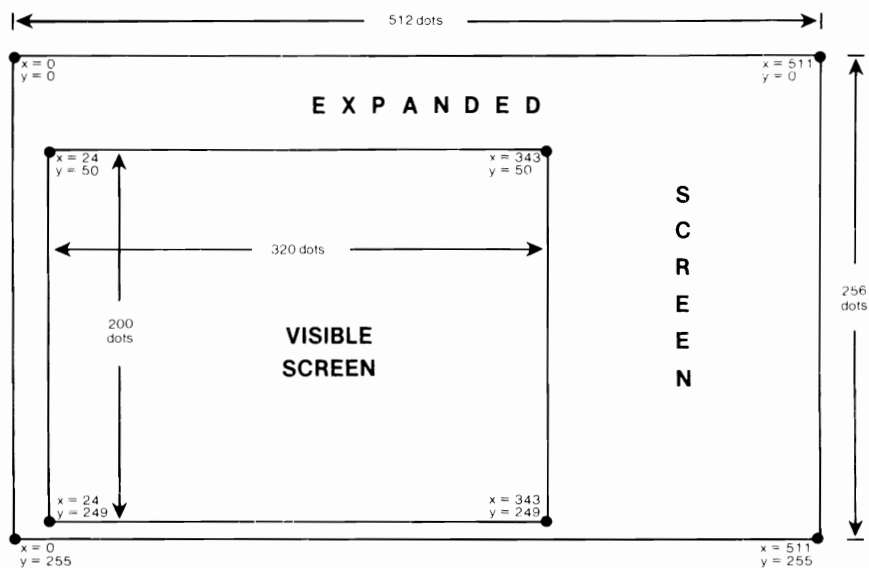 512 dots
x = 0
y = 0
x = 511
y = 0
E X P A N D E D
x = 24
y = 50
x = 343
y = 50
S
C
R
E
E
N
320 dots
256
dots
200
dots
VISIBLE
SCREEN
x = 24
y = 249
x = 343
y = 249
x = 0
y = 255
x = 511
y = 255